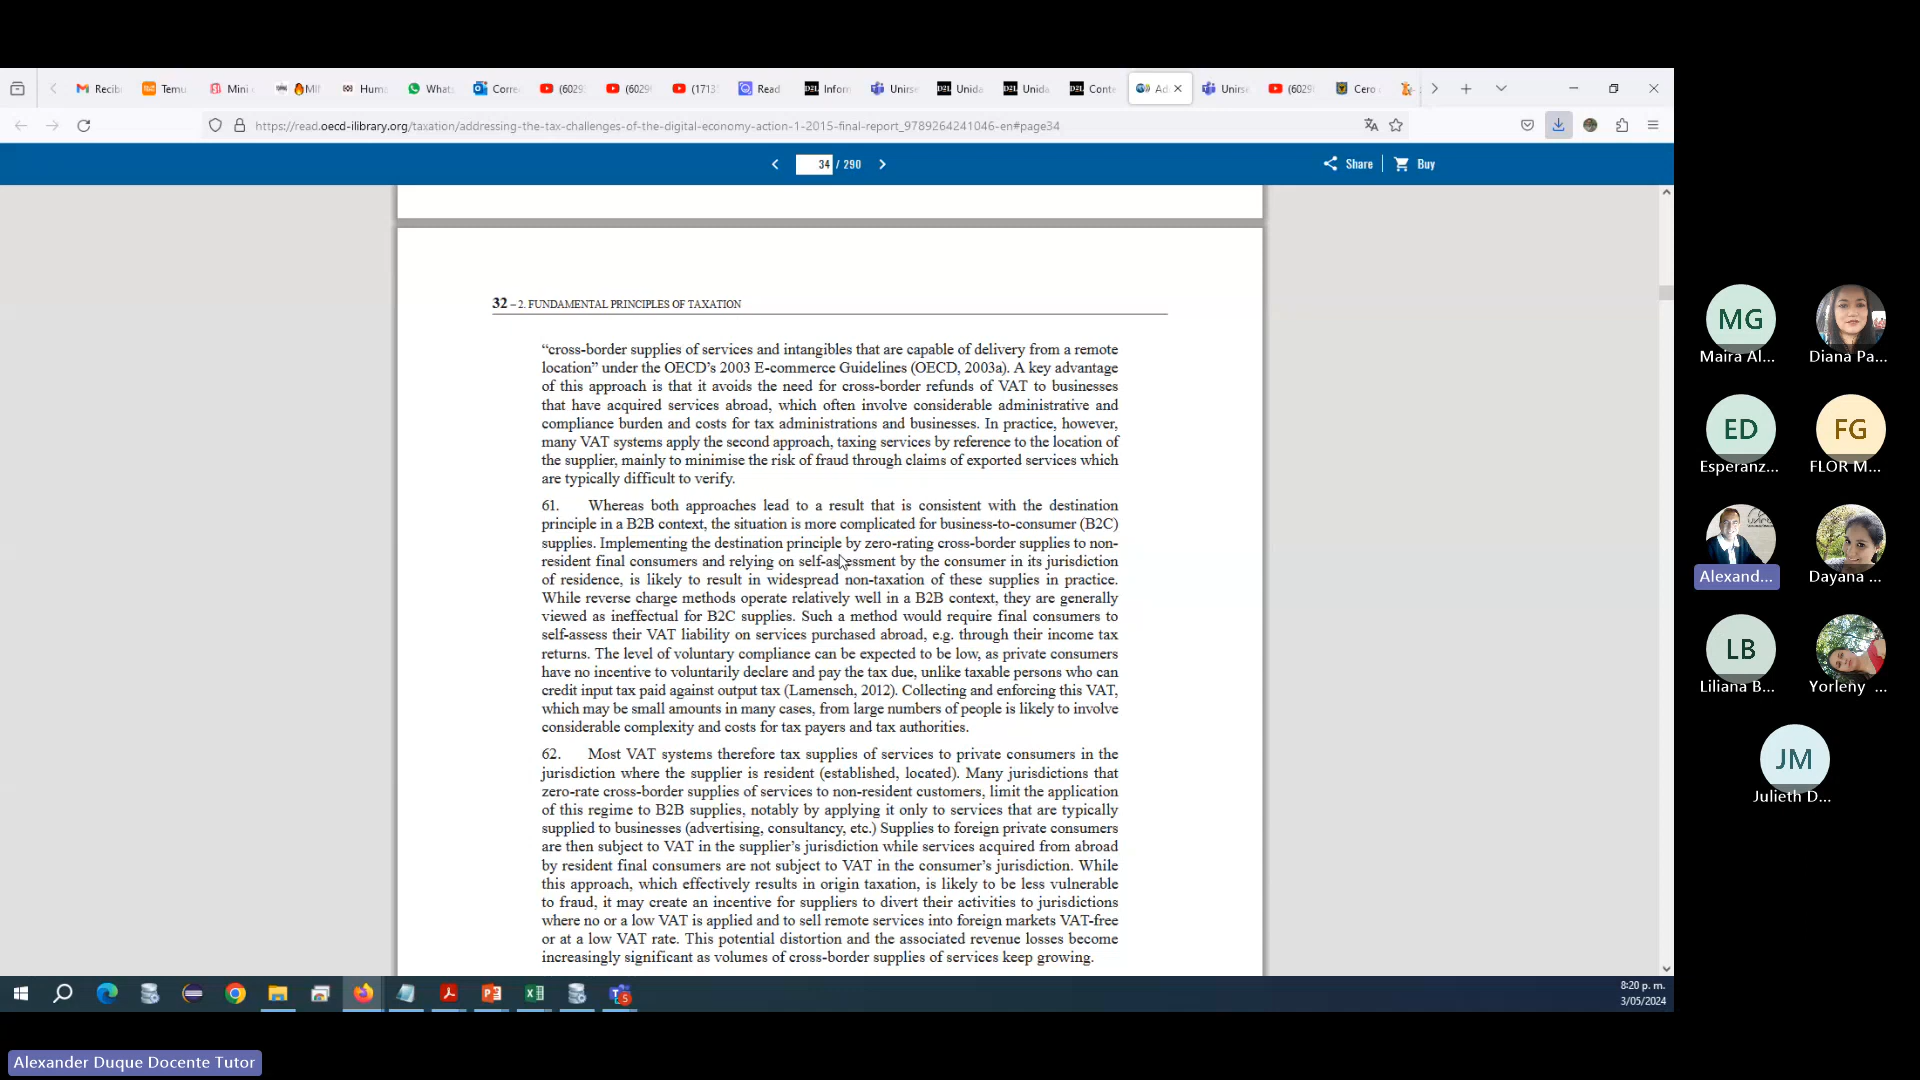 Recib
Temu
Mini
MII
Hum
What
Corre
(6029
(6029
(171
Read
Infor
Unirs
Unida
Unida
Conte
Ad
Unirs
(6029
Cero
https://read.oecd-ilibrary.org/taxation/addressing-the-tax-challenges-of-the-digital-economy-action-1-2015-final-report_9789264241046-en#page34
34 / 290
Share
Buy
32 – 2. FUNDAMENTAL PRINCIPLES OF TAXATION
“cross-border supplies of services and intangibles that are capable of delivery from a remote
location” under the OECD’s 2003 E-commerce Guidelines (OECD, 2003a). A key advantage
of this approach is that it avoids the need for cross-border refunds of VAT to businesses
that have acquired services abroad, which often involve considerable administrative and
compliance burden and costs for tax administrations and businesses. In practice, however,
many VAT systems apply the second approach, taxing services by reference to the location of
the supplier, mainly to minimise the risk of fraud through claims of exported services which
are typically difficult to verify.
61. Whereas both approaches lead to a result that is consistent with the destination
principle in a B2B context, the situation is more complicated for business-to-consumer (B2C)
supplies. Implementing the destination principle by zero-rating cross-border supplies to non-
resident final consumers and relying on self-assessment by the consumer in its jurisdiction
of residence, is likely to result in widespread non-taxation of these supplies in practice.
While reverse charge methods operate relatively well in a B2B context, they are generally
viewed as ineffectual for B2C supplies. Such a method would require final consumers to
self-assess their VAT liability on services purchased abroad, e.g. through their income tax
returns. The level of voluntary compliance can be expected to be low, as private consumers
have no incentive to voluntarily declare and pay the tax due, unlike taxable persons who can
credit input tax paid against output tax (Lamensch, 2012). Collecting and enforcing this VAT,
which may be small amounts in many cases, from large numbers of people is likely to involve
considerable complexity and costs for tax payers and tax authorities.
62. Most VAT systems therefore tax supplies of services to private consumers in the
jurisdiction where the supplier is resident (established, located). Many jurisdictions that
zero-rate cross-border supplies of services to non-resident customers, limit the application
of this regime to B2B supplies, notably by applying it only to services that are typically
supplied to businesses (advertising, consultancy, etc.) Supplies to foreign private consumers
are then subject to VAT in the supplier’s jurisdiction while services acquired from abroad
by resident final consumers are not subject to VAT in the consumer’s jurisdiction. While
this approach, which effectively results in origin taxation, is likely to be less vulnerable
to fraud, it may create an incentive for suppliers to divert their activities to jurisdictions
where no or a low VAT is applied and to sell remote services into foreign markets VAT-free
or at a low VAT rate. This potential distortion and the associated revenue losses become
increasingly significant as volumes of cross-border supplies of services keep growing.
MG
Maira Al...
Diana Pa...
ED
Esperanz...
FG
FLOR M...
Alexand...
Dayana ...
LB
Liliana B...
Yorleny ...
JM
Julieth D...
8:20 p. m.
3/05/2024
Alexander Duque Docente Tutor